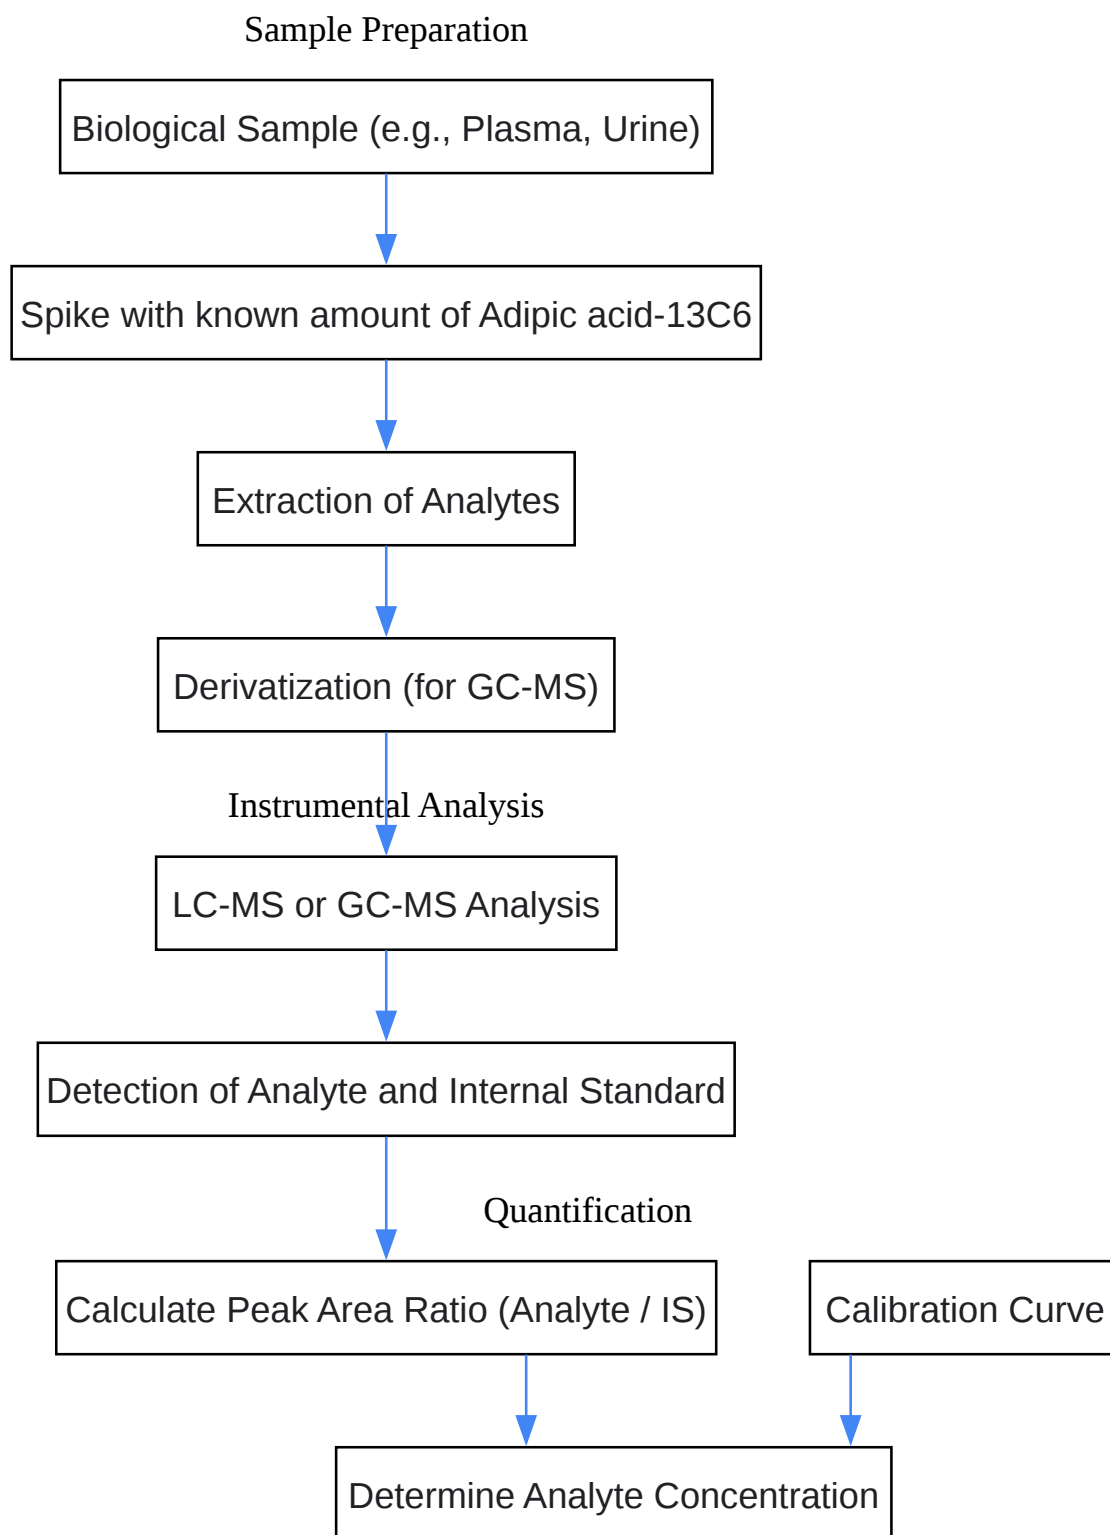 Sample Preparation
Biological Sample (e.g., Plasma, Urine)
Spike with known amount of Adipic acid-13C6
Extraction of Analytes
Derivatization (for GC-MS)
Instrumental Analysis
LC-MS or GC-MS Analysis
Detection of Analyte and Internal Standard
Quantification
Calculate Peak Area Ratio (Analyte / IS)
Calibration Curve
Determine Analyte Concentration